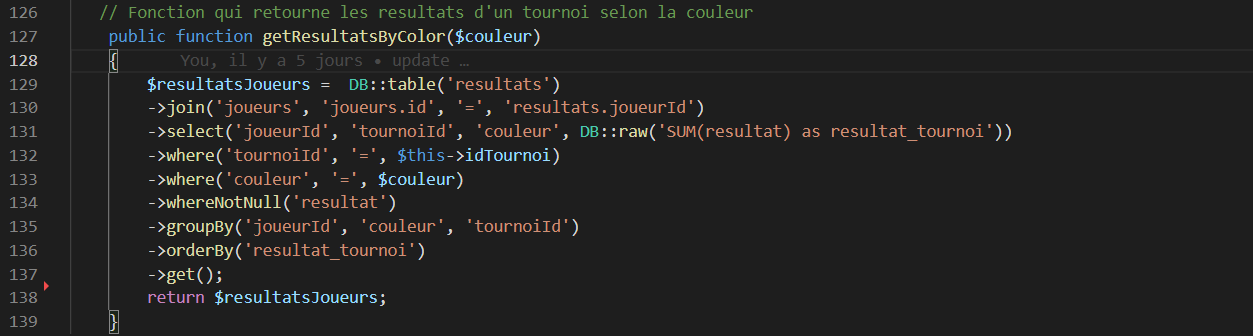 126 // Fonction qui retourne les resultats d'un tournoi selon la couleur
127 public function getResultatsByColor($couleur)
128 { You, il y a 5 jours • update …
129 $resultatsJoueurs =  DB::table('resultats')
130 ->join('joueurs', 'joueurs.id', '=', 'resultats.joueurId')
131 ->select('joueurId', 'tournoiId', 'couleur', DB::raw('SUM(resultat) as resultat_tournoi'))
132 ->where('tournoiId', '=', $this->idTournoi)
133 ->where('couleur', '=', $couleur)
134 ->whereNotNull('resultat')
135 ->groupBy('joueurId', 'couleur', 'tournoiId')
136 ->orderBy('resultat_tournoi')
137 ->get();
138 return $resultatsJoueurs;
139 }